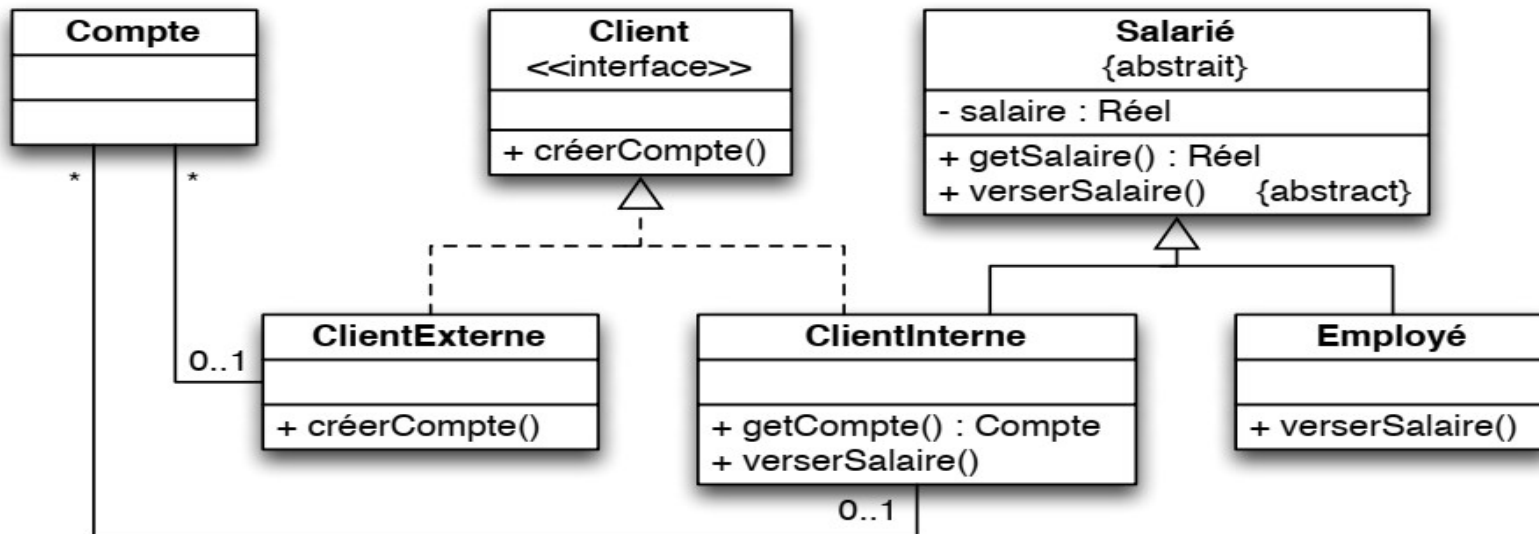 Compte
*
*
Client
<<interface>>
+ créerCompte()
Salarié
{abstrait}
- salaire : Réel
+ getSalaire() : Réel
+ verserSalaire() {abstract}
ClientExterne
+ créerCompte()
0..1
ClientInterne
+ getCompte() : Compte
+ verserSalaire()
0..1
Employé
+ verserSalaire()